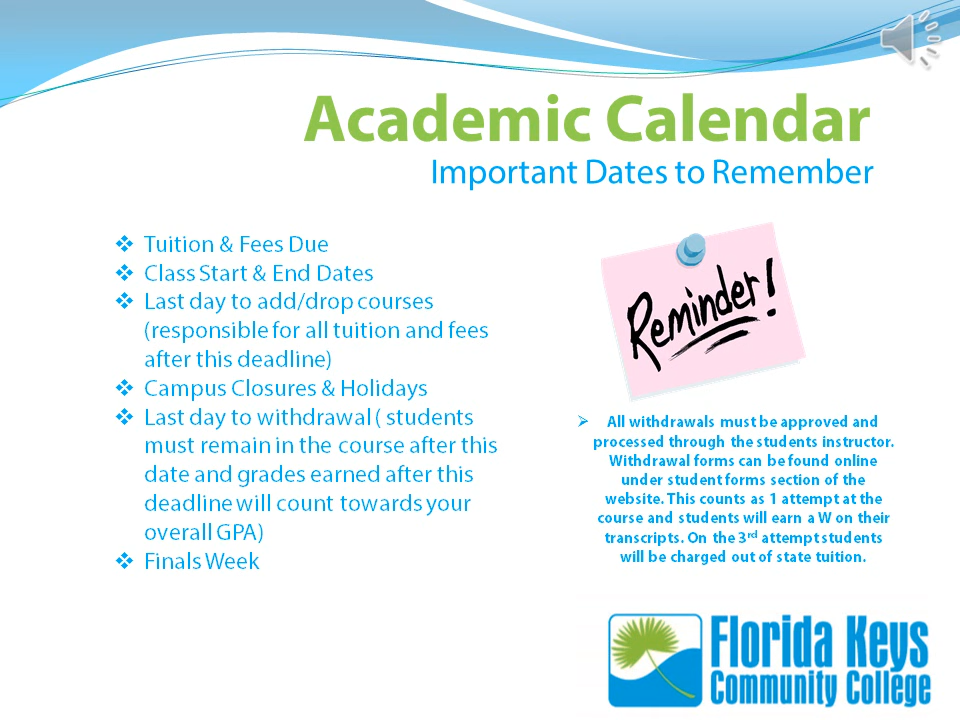 Academic Calendar
Important Dates to Remember
❖ Tuition & Fees Due
❖ Class Start & End Dates
❖ Last day to add/drop courses
(responsible for all tuition and fees
after this deadline)
❖ Campus Closures & Holidays
❖ Last day to withdrawal ( students
must remain in the course after this
date and grades earned after this
deadline will count towards your
overall GPA)
❖ Finals Week
Reminder!
➢ All withdrawals must be approved and
processed through the students instructor.
Withdrawal forms can be found online
under student forms section of the
website. This counts as 1 attempt at the
course and students will earn a W on their
transcripts. On the 3rd attempt students
will be charged out of state tuition.
Florida Keys
Community College